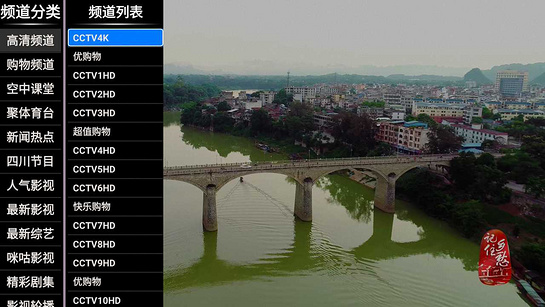 频道分类
高清频道
购物频道
空中课堂
聚体育台
新闻热点
四川节目
人气影视
最新影视
最新综艺
咪咕影视
精彩剧集
影视轮播
频道列表
CCTV4K
优购物
CCTV1HD
CCTV2HD
CCTV3HD
超值购物
CCTV4HD
CCTV5HD
CCTV6HD
快乐购物
CCTV7HD
CCTV8HD
CCTV9HD
优购物
CCTV10HD
记住乡愁